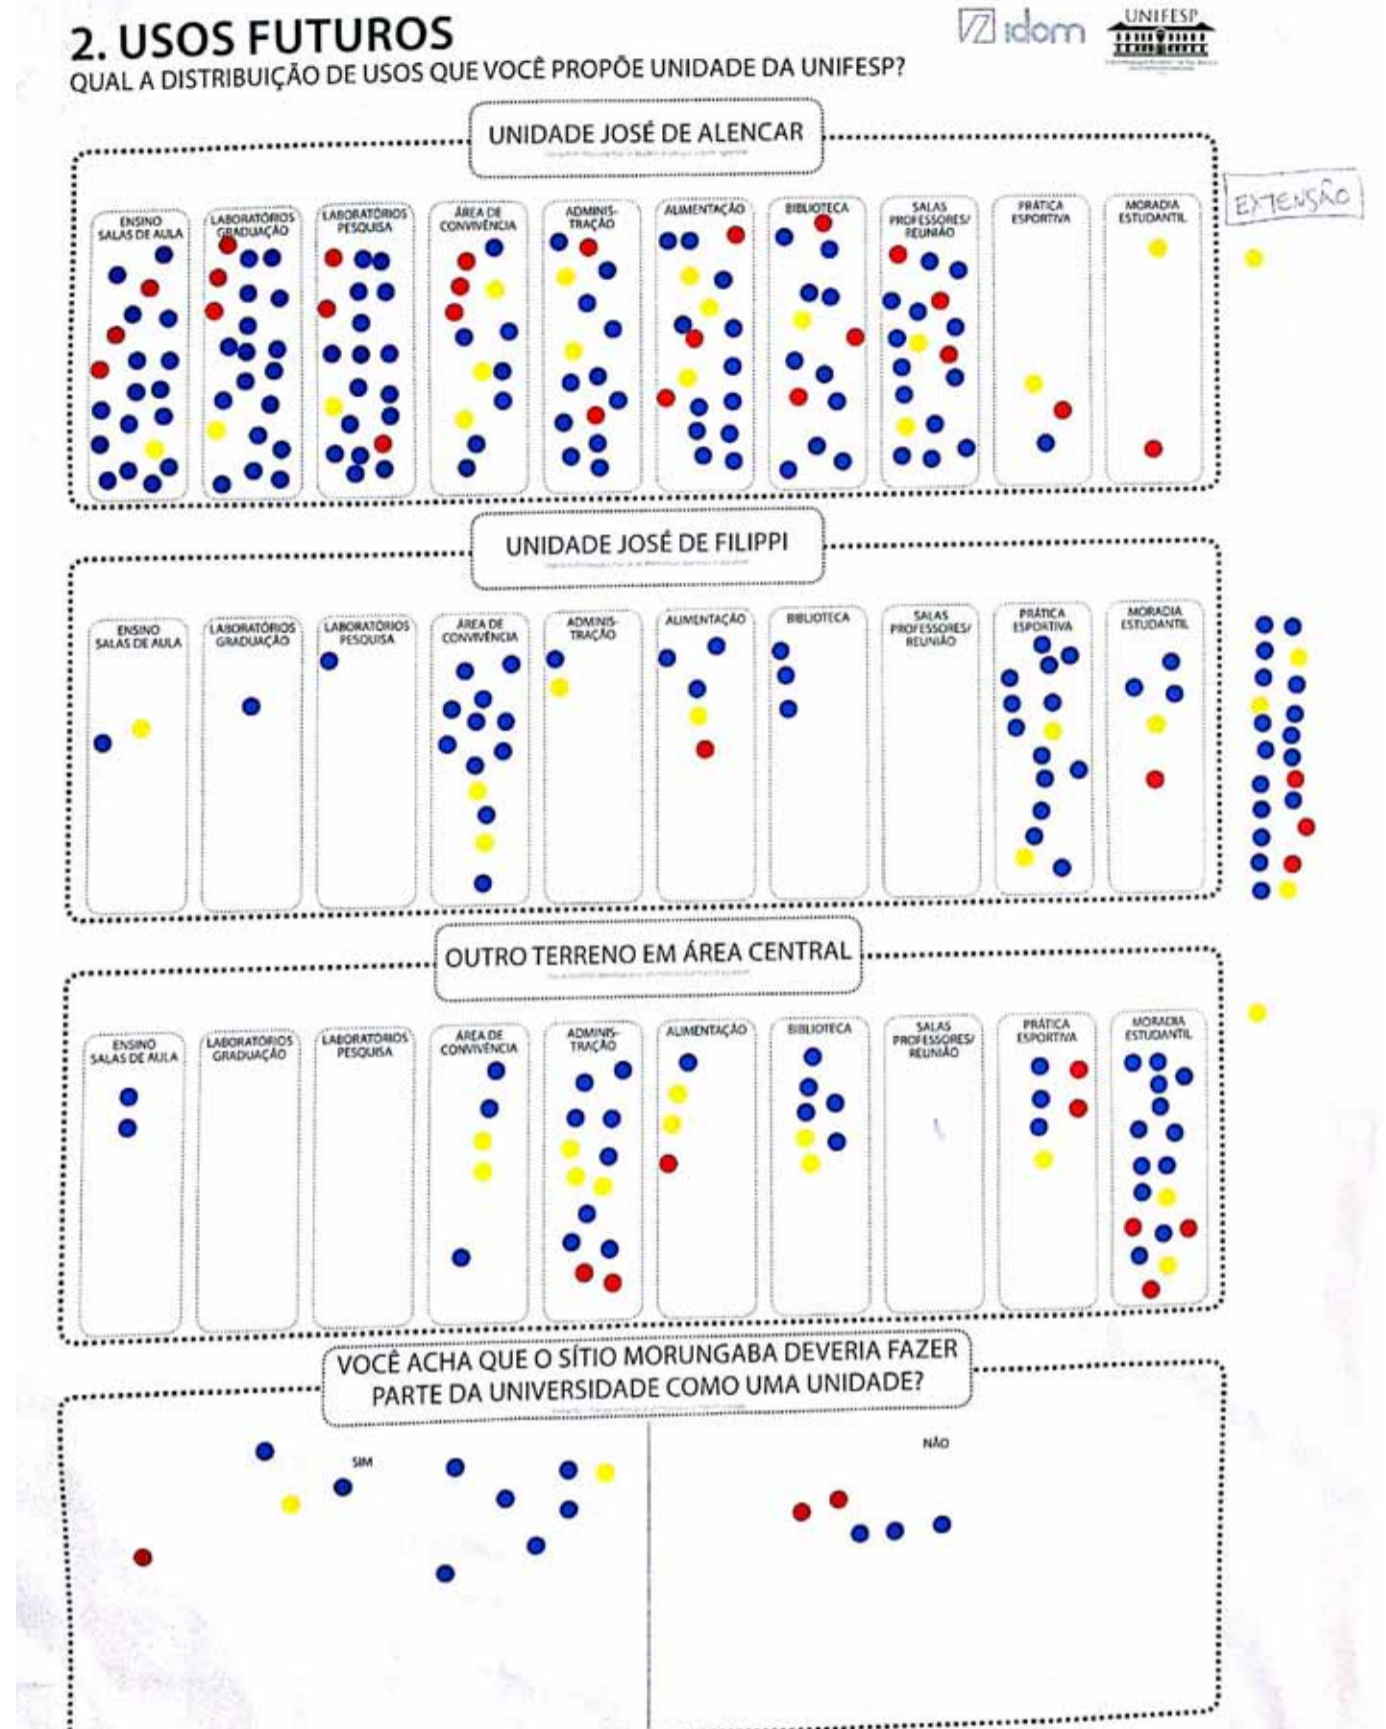 2. USOS FUTUROS
QUAL A DISTRIBUIÇÃO DE USOS QUE VOCÊ PROPÕE UNIDADE DA UNIFESP?
idom
UNIFESP
UNIDADE JOSÉ DE ALENCAR
ENSINO
SALAS DE AULA
LABORATÓRIOS
GRADUAÇÃO
LABORATÓRIOS
PESQUISA
ÁREA DE
CONVIVÊNCIA
ADMINIS-
TRAÇÃO
ALIMENTAÇÃO
BIBLIOTECA
SALAS
PROFESSORES/
REUNIÃO
PRÁTICA
ESPORTIVA
MORADIA
ESTUDANTIL
EXTENSÃO
UNIDADE JOSÉ DE FILIPPI
ENSINO
SALAS DE AULA
LABORATÓRIOS
GRADUAÇÃO
LABORATÓRIOS
PESQUISA
ÁREA DE
CONVIVÊNCIA
ADMINIS-
TRAÇÃO
ALIMENTAÇÃO
BIBLIOTECA
SALAS
PROFESSORES/
REUNIÃO
PRÁTICA
ESPORTIVA
MORADIA
ESTUDANTIL
OUTRO TERRENO EM ÁREA CENTRAL
ENSINO
SALAS DE AULA
LABORATÓRIOS
GRADUAÇÃO
LABORATÓRIOS
PESQUISA
ÁREA DE
CONVIVÊNCIA
ADMINIS-
TRAÇÃO
ALIMENTAÇÃO
BIBLIOTECA
SALAS
PROFESSORES/
REUNIÃO
PRÁTICA
ESPORTIVA
MORADIA
ESTUDANTIL
VOCÊ ACHA QUE O SÍTIO MORUNGABA DEVERIA FAZER
PARTE DA UNIVERSIDADE COMO UMA UNIDADE?
SIM
NÃO